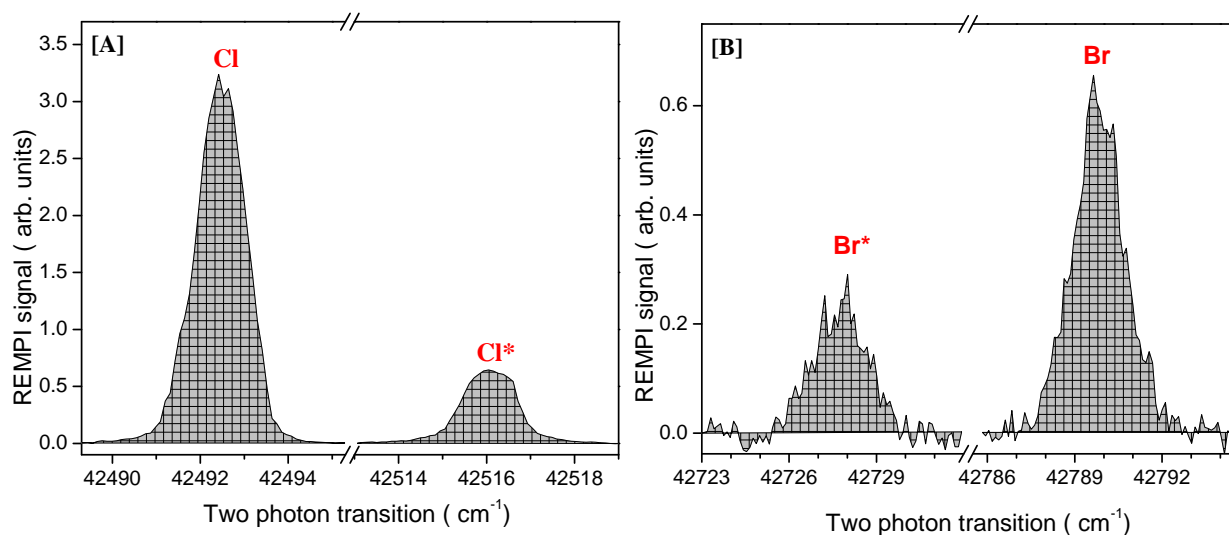 [A]
Cl
Cl*
3.5
3.0
2.5
2.0
1.5
1.0
0.5
0.0
REMPI signal ( arb. units)
42490 42492 42494 42514 42516 42518
Two photon transition ( cm-1)
[B]
Br
Br*
0.6
0.4
0.2
0.0
REMPI signal ( arb. units)
42723 42726 42729 42786 42789 42792
Two photon transition ( cm-1)